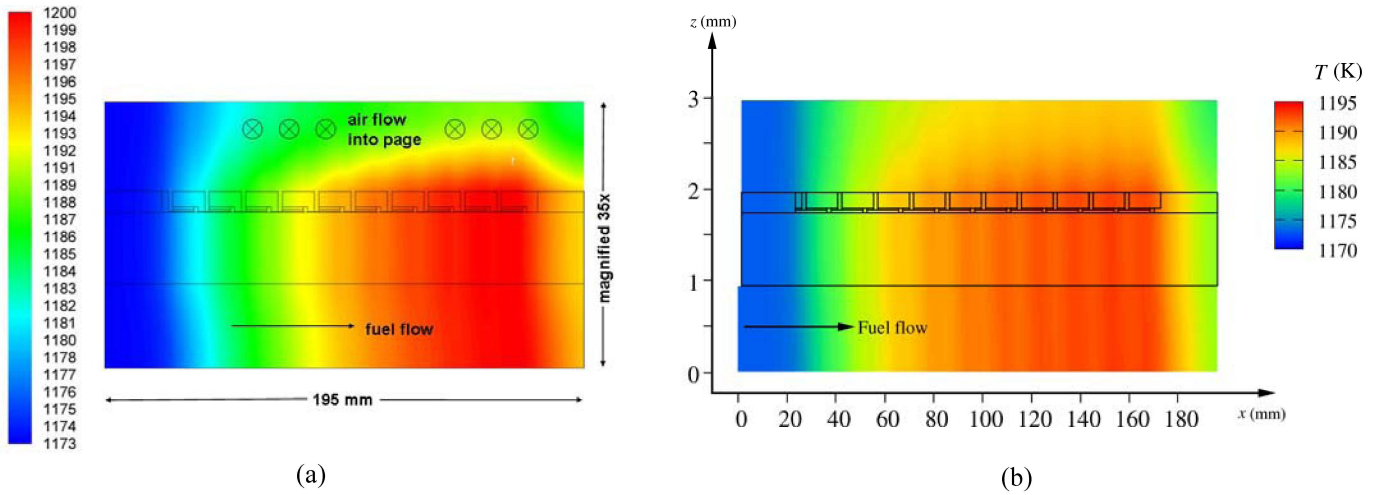 1200
1199
1198
1197
1196
1195
1193
1192
1191
1189
1188
1187
1186
1185
1184
1183
1181
1180
1179
1178
1177
1176
1175
1174
1173
air flow
into page
fuel flow
magnified 35x
195 mm
(a)
z (mm)
3
2
1
0
Fuel flow
0 20 40 60 80 100 120 140 160 180
x (mm)
T (K)
1195
1190
1185
1180
1175
1170
(b)